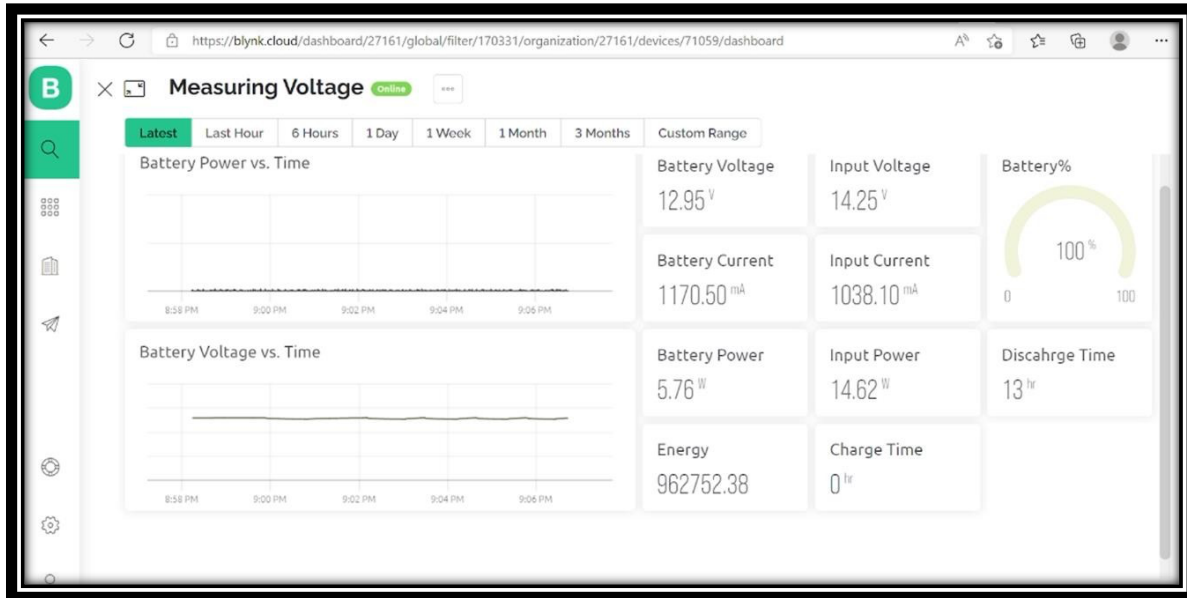 https://blynk.cloud/dashboard/27161/global/filter/170331/organization/27161/devices/71059/dashboard
B
Measuring Voltage Online
Latest Last Hour 6 Hours 1 Day 1 Week 1 Month 3 Months Custom Range
Battery Power vs. Time
8:58 PM 9:00 PM 9:02 PM 9:04 PM 9:06 PM
Battery Voltage
12.95 V
Input Voltage
14.25 V
Battery%
100 %
0 100
Battery Current
1170.50 mA
Input Current
1038.10 mA
Battery Voltage vs. Time
8:58 PM 9:00 PM 9:02 PM 9:04 PM 9:06 PM
Battery Power
5.76 W
Input Power
14.62 W
Discahrge Time
13 hr
Energy
962752.38
Charge Time
0 hr